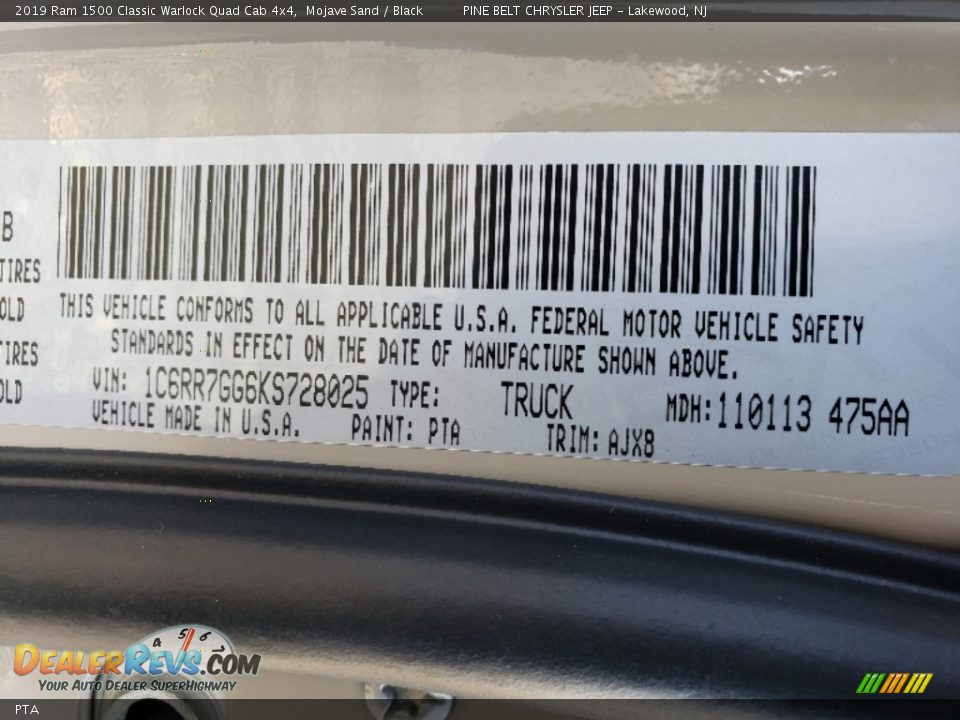 2019 Ram 1500 Classic Warlock Quad Cab 4x4, Mojave Sand / Black PINE BELT CHRYSLER JEEP - Lakewood, NJ
B
TIRES
OLD
TIRES
OLD
THIS VEHICLE CONFORMS TO ALL APPLICABLE U.S.A. FEDERAL MOTOR VEHICLE SAFETY
STANDARDS IN EFFECT ON THE DATE OF MANUFACTURE SHOWN ABOVE.
VIN: 1C6RR7GG6KS728025 TYPE: TRUCK MDH: 110113 475AA
VEHICLE MADE IN U.S.A. PAINT: PTA TRIM: AJX8
4 5 6
DEALERREVS.COM
YOUR AUTO DEALER SUPERHIGHWAY
PTA